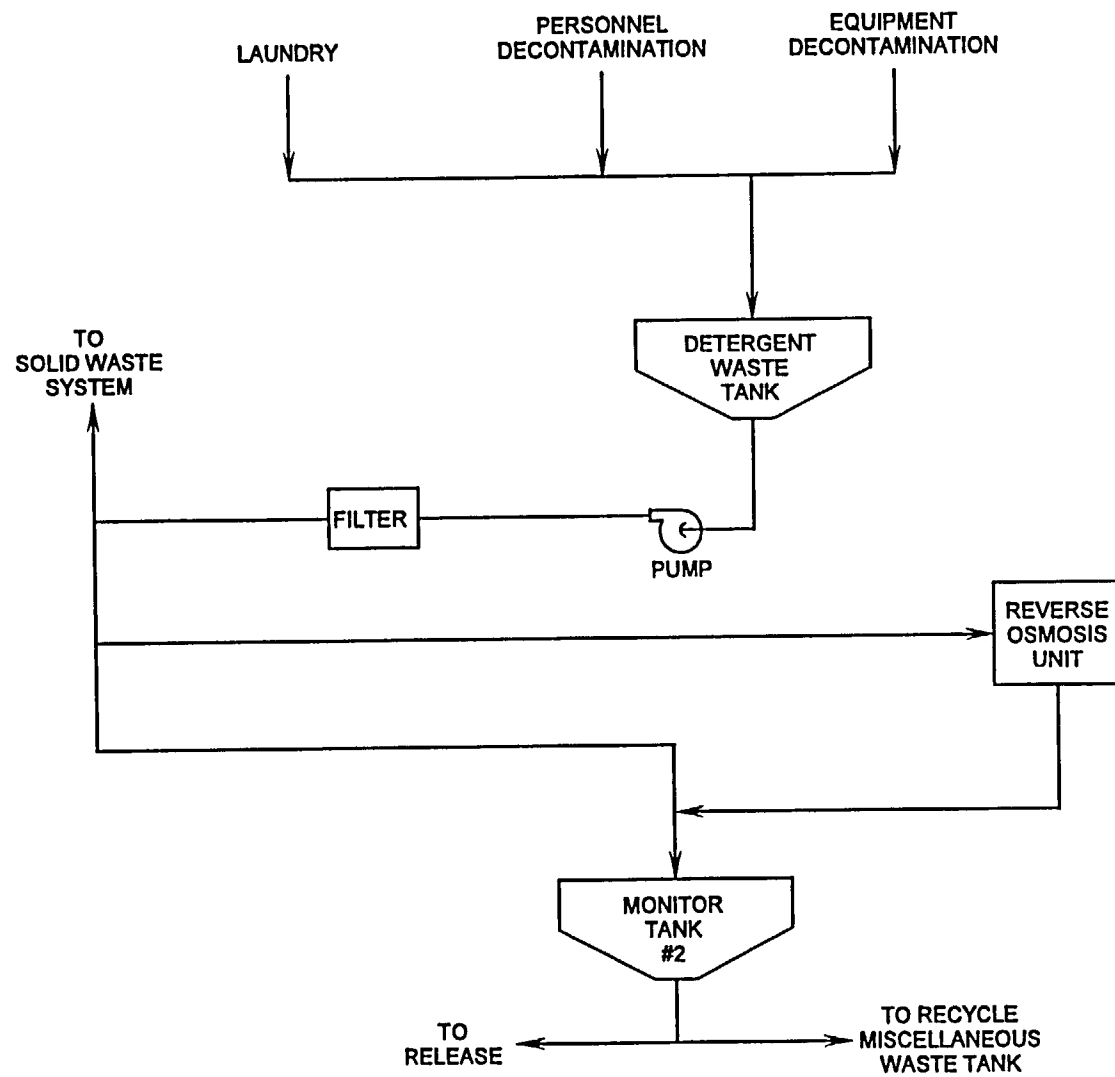 LAUNDRY
PERSONNEL
DECONTAMINATION
EQUIPMENT
DECONTAMINATION
TO
SOLID WASTE
SYSTEM
DETERGENT
WASTE
TANK
FILTER
PUMP
REVERSE
OSMOSIS
UNIT
MONITOR
TANK
#2
TO
RELEASE
TO RECYCLE
MISCELLANEOUS
WASTE TANK